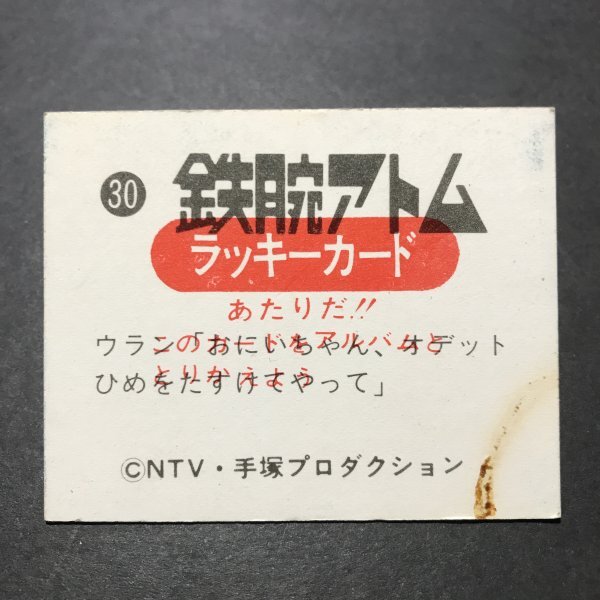 30
鉄腕アトム
ラッキーカード
あたりだ!!
ウラン「おにいちゃん、オデット
ひめをたすけてやって」
このカードをアルバムと
とりかえよう
©NTV・手塚プロダクション